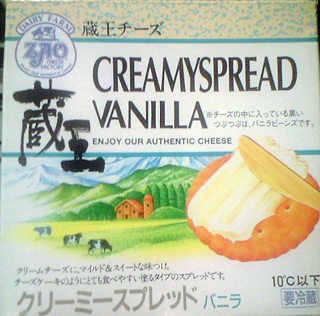 DAIRY FARM
ZAO
CHEESE
FACTORY
蔵王チーズ
CREAMYSPREAD
VANILLA
※チーズの中に入っている黒い
つぶつぶは、バニラビーンズです。
ENJOY OUR AUTHENTIC CHEESE
蔵王
クリームチーズに、マイルド&スイートな味つけ。
チーズケーキのようにとても食べやすい塗るタイプのスプレッドです。
クリーミースプレッド バニラ
10℃以下
要冷蔵